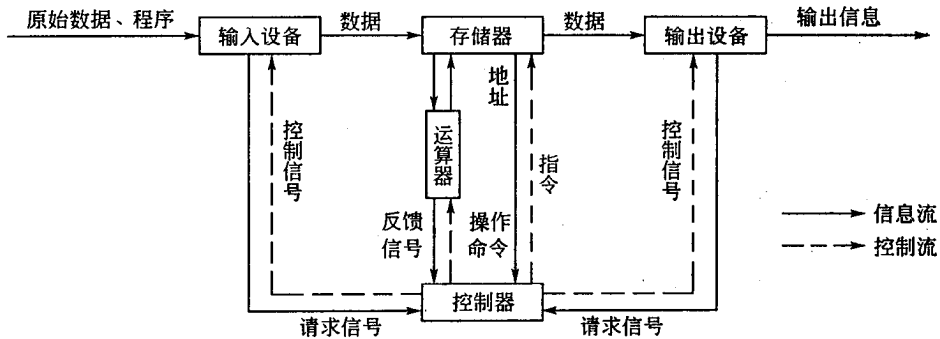 原始数据、程序
输入设备
数据
存储器
数据
输出设备
输出信息
地址
运算器
控制信号
指令
控制信号
反馈
信号
操作
命令
信息流
控制流
控制器
请求信号
请求信号